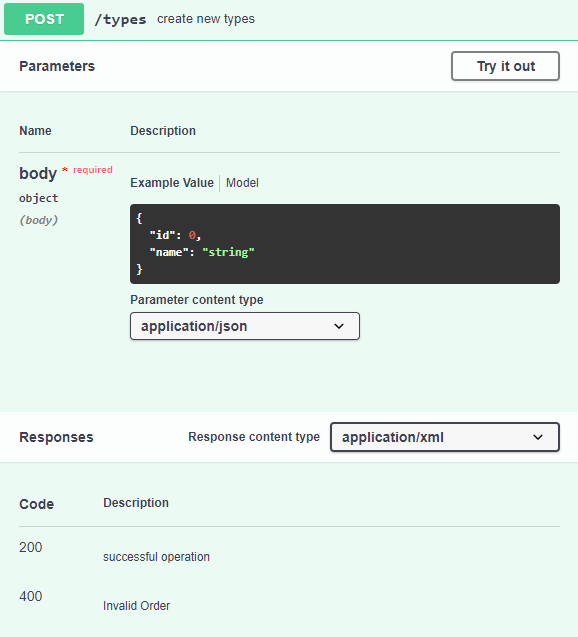 POST /types create new types
Parameters Try it out
Name Description
body * required
object
(body)
Example Value Model
{
"id": 0,
"name": "string"
}
Parameter content type
application/json
Responses Response content type application/xml
Code Description
200 successful operation
400 Invalid Order